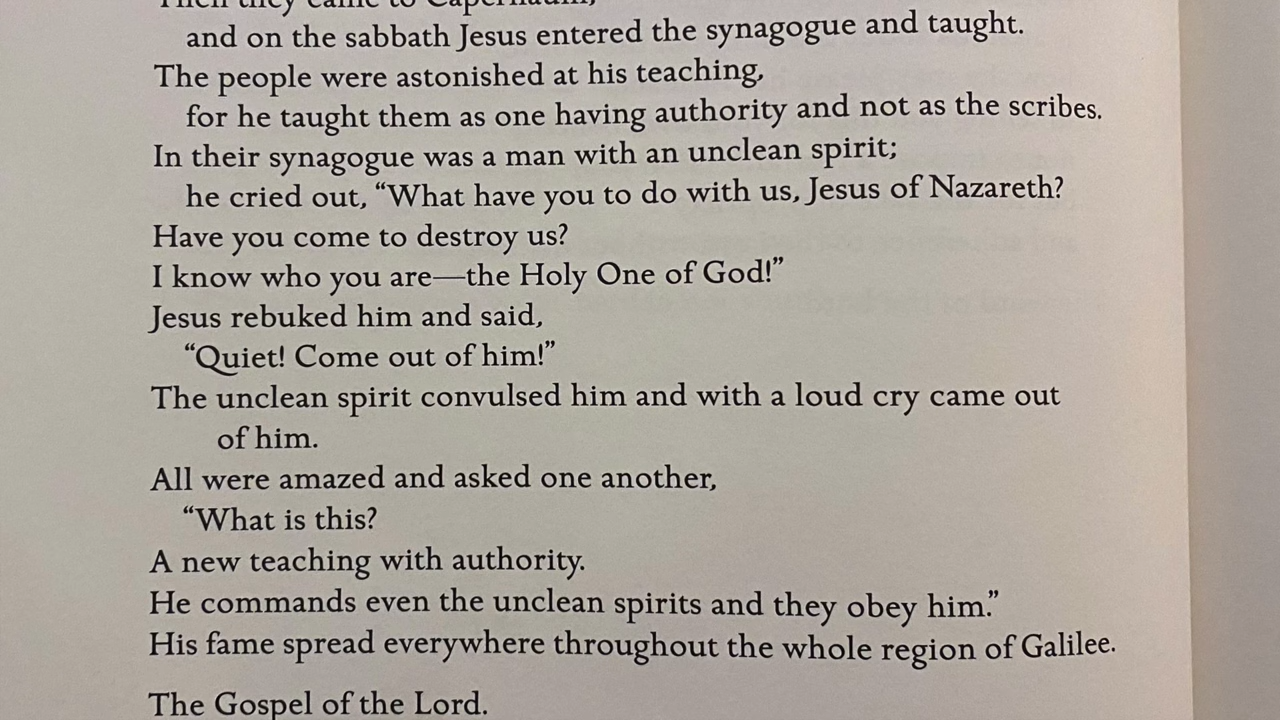 Then they came to Capernaum,
and on the sabbath Jesus entered the synagogue and taught.
The people were astonished at his teaching,
for he taught them as one having authority and not as the scribes.
In their synagogue was a man with an unclean spirit;
he cried out, “What have you to do with us, Jesus of Nazareth?
Have you come to destroy us?
I know who you are—the Holy One of God!”
Jesus rebuked him and said,
“Quiet! Come out of him!”
The unclean spirit convulsed him and with a loud cry came out
of him.
All were amazed and asked one another,
“What is this?
A new teaching with authority.
He commands even the unclean spirits and they obey him.”
His fame spread everywhere throughout the whole region of Galilee.
The Gospel of the Lord.